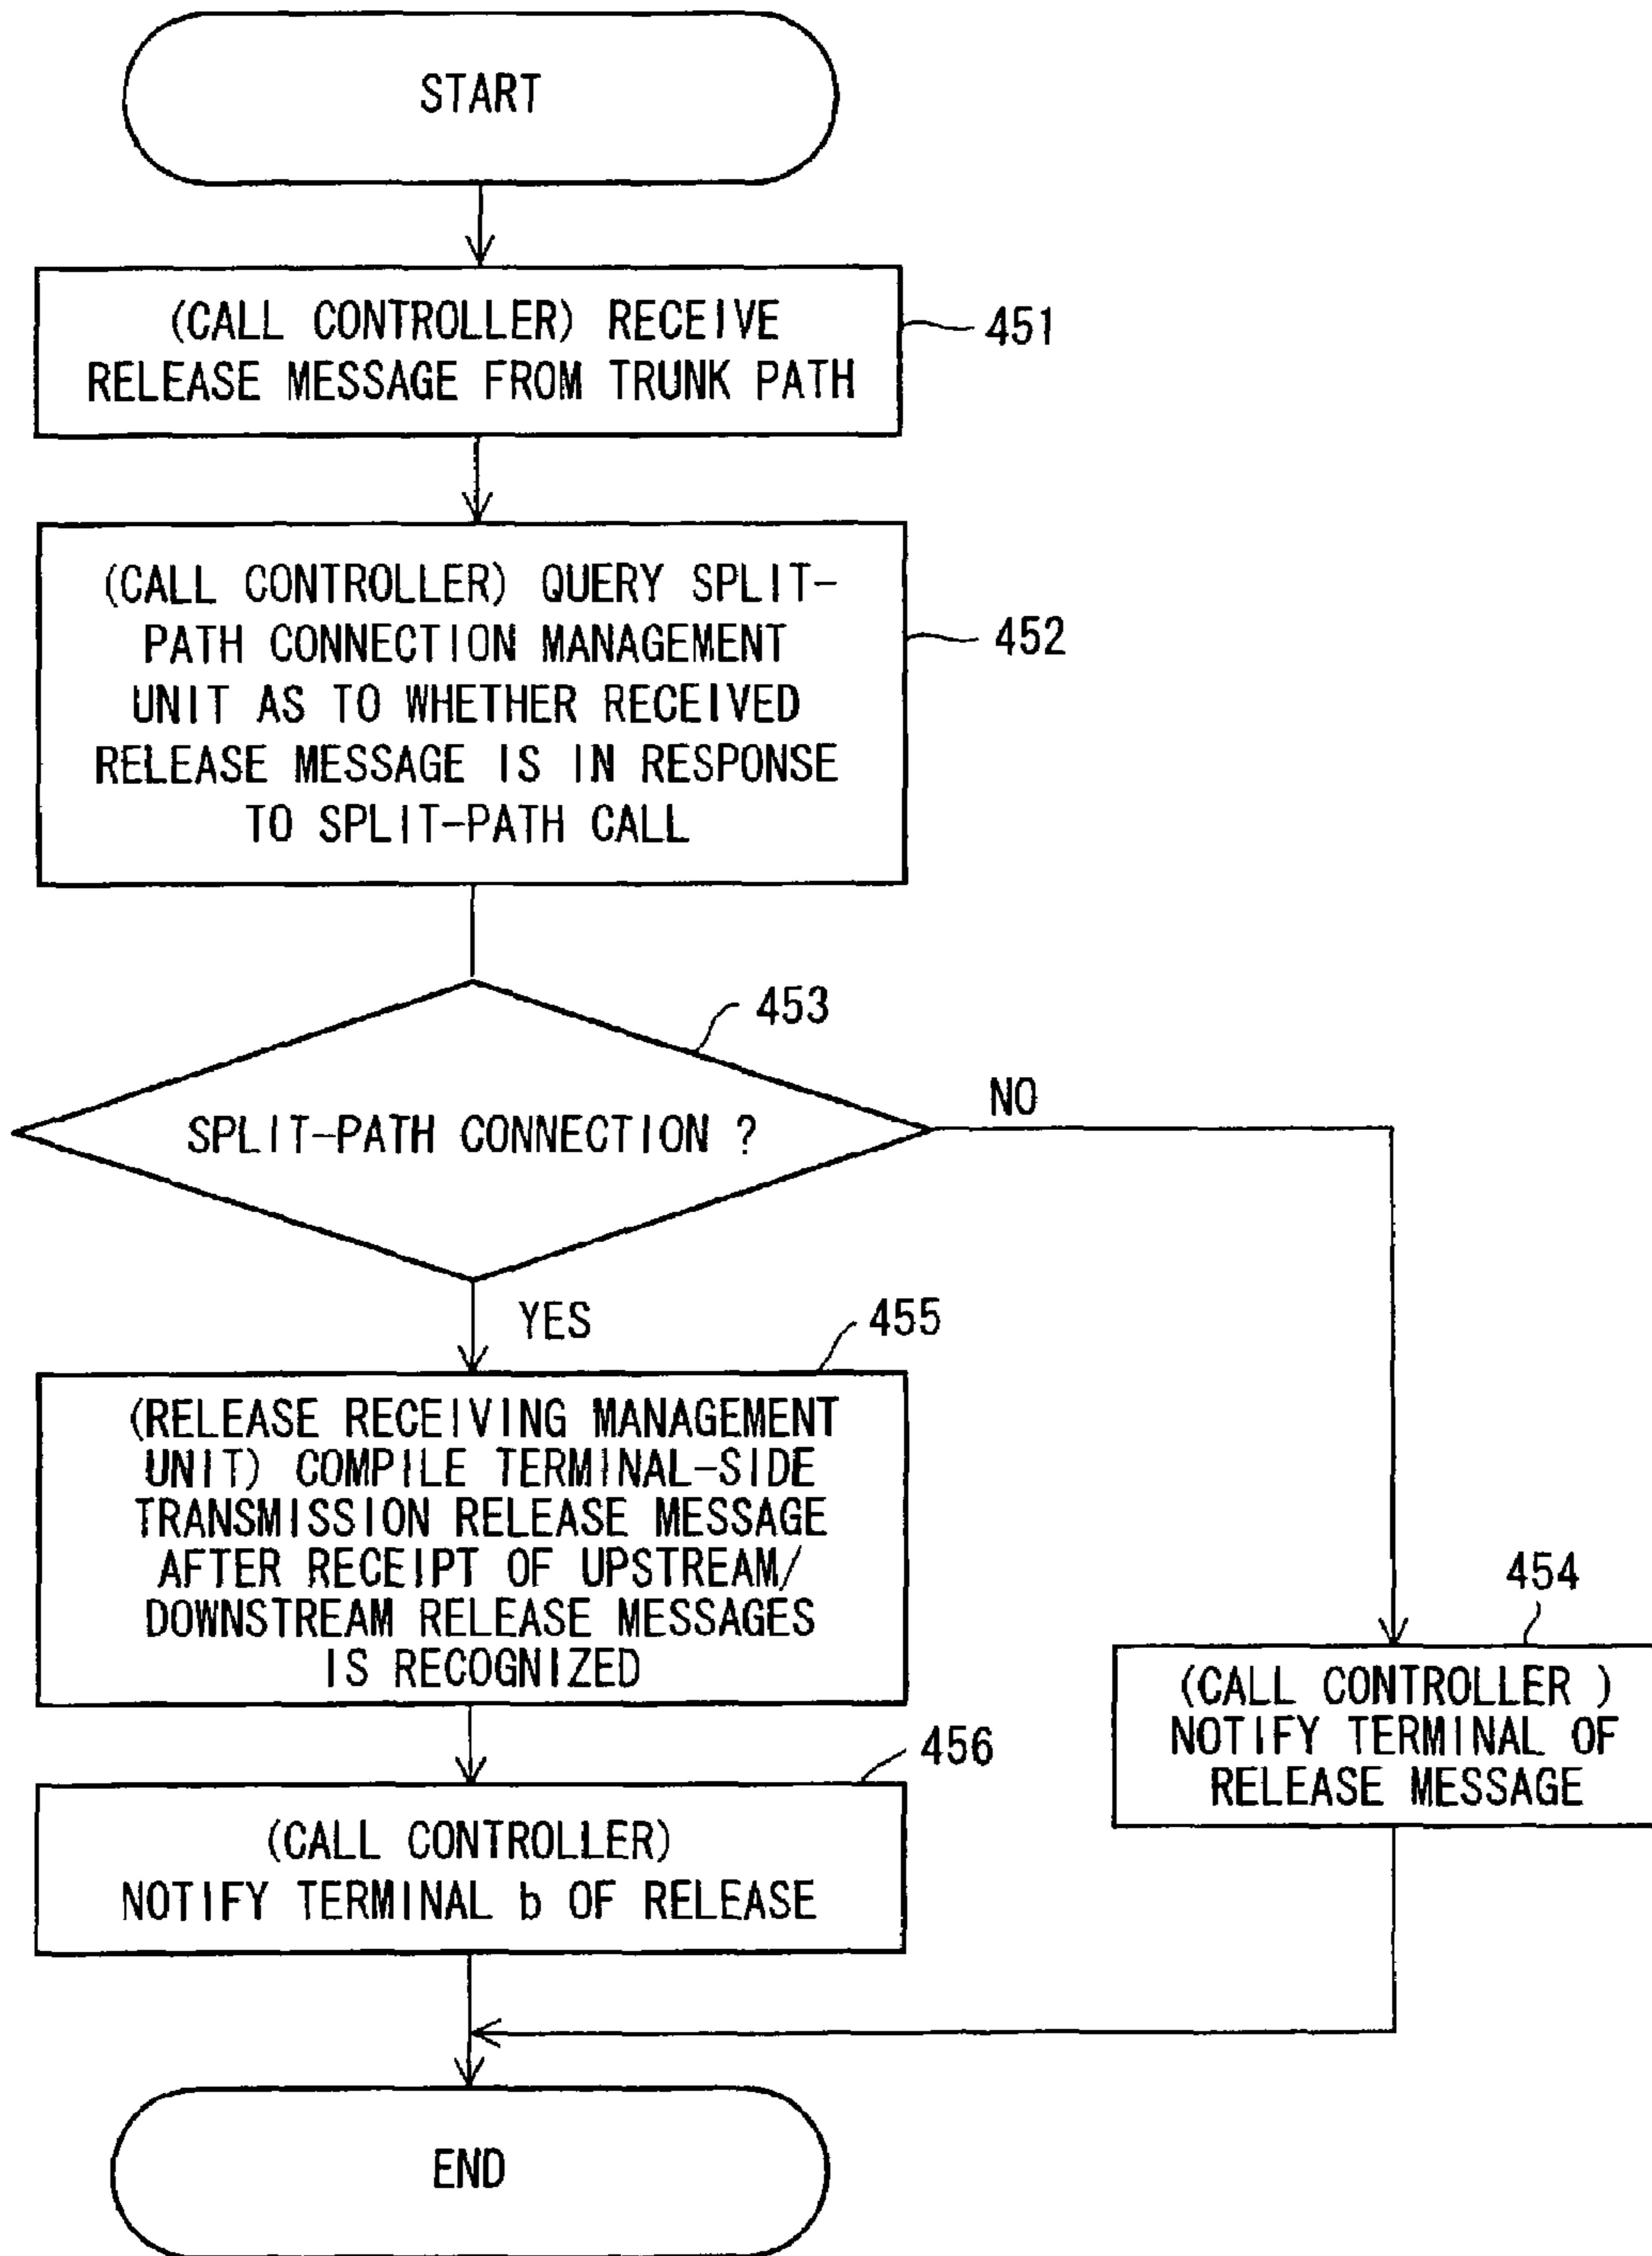 START
(CALL CONTROLLER) RECEIVE
RELEASE MESSAGE FROM TRUNK PATH
451
(CALL CONTROLLER) QUERY SPLIT-
PATH CONNECTION MANAGEMENT
UNIT AS TO WHETHER RECEIVED
RELEASE MESSAGE IS IN RESPONSE
TO SPLIT-PATH CALL
452
453
SPLIT-PATH CONNECTION ?
NO
YES
455
(RELEASE RECEIVING MANAGEMENT
UNIT) COMPILE TERMINAL-SIDE
TRANSMISSION RELEASE MESSAGE
AFTER RECEIPT OF UPSTREAM/
DOWNSTREAM RELEASE MESSAGES
IS RECOGNIZED
454
(CALL CONTROLLER )
NOTIFY TERMINAL OF
RELEASE MESSAGE
456
(CALL CONTROLLER)
NOTIFY TERMINAL b OF RELEASE
END